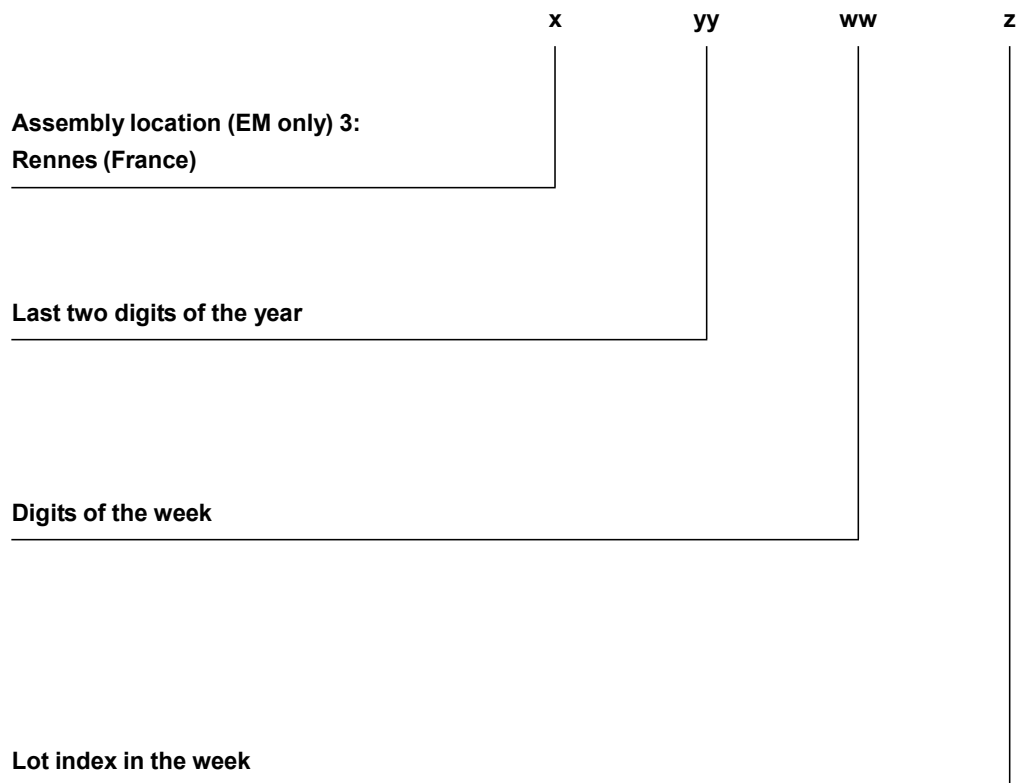 x yy ww z
Assembly location (EM only) 3:
Rennes (France)
Last two digits of the year
Digits of the week
Lot index in the week